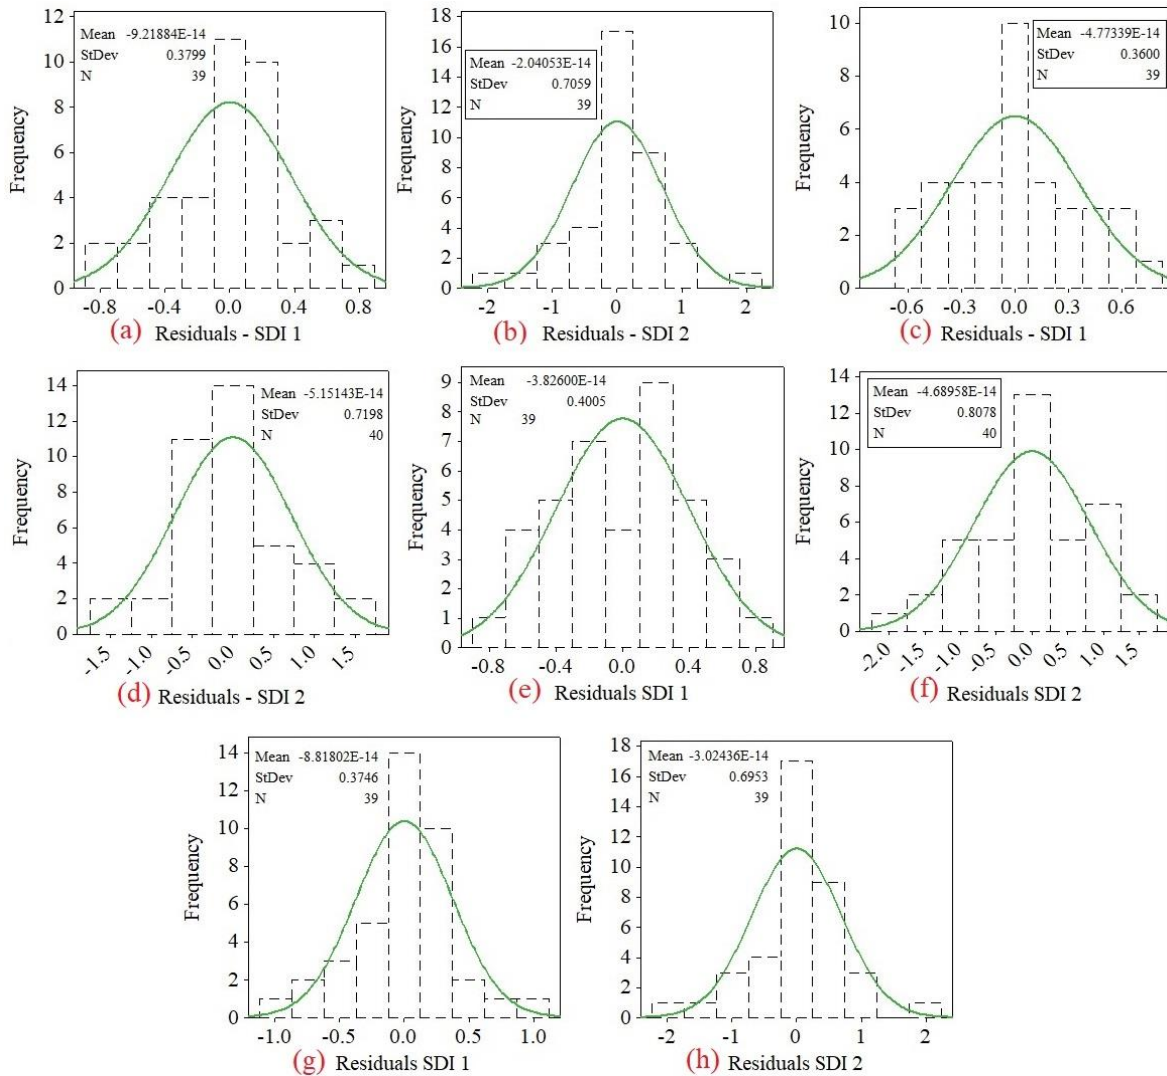 12
10
8
6
4
2
0
Frequency
Mean -9.21884E-14
StDev 0.3799
N 39
-0.8 -0.4 0.0 0.4 0.8
(a) Residuals - SDI 1
18
16
14
12
10
8
6
4
2
0
Frequency
Mean -2.04053E-14
StDev 0.7059
N 39
-2 -1 0 1 2
(b) Residuals - SDI 2
10
8
6
4
2
0
Frequency
Mean -4.77339E-14
StDev 0.3600
N 39
-0.6 -0.3 0.0 0.3 0.6
(c) Residuals - SDI 1
14
12
10
8
6
4
2
0
Frequency
Mean -5.15143E-14
StDev 0.7198
N 40
-1.5 -1.0 -0.5 0.0 0.5 1.0 1.5
(d) Residuals - SDI 2
9
8
7
6
5
4
3
2
1
0
Frequency
Mean -3.82600E-14
StDev 0.4005
N 39
-0.8 -0.4 0.0 0.4 0.8
(e) Residuals SDI 1
14
12
10
8
6
4
2
0
Frequency
Mean -4.68958E-14
StDev 0.8078
N 40
-2.0 -1.5 -1.0 -0.5 0.0 0.5 1.0 1.5
(f) Residuals SDI 2
14
12
10
8
6
4
2
0
Frequency
Mean -8.81802E-14
StDev 0.3746
N 39
-1.0 -0.5 0.0 0.5 1.0
(g) Residuals SDI 1
18
16
14
12
10
8
6
4
2
0
Frequency
Mean -3.02436E-14
StDev 0.6953
N 39
-2 -1 0 1 2
(h) Residuals SDI 2